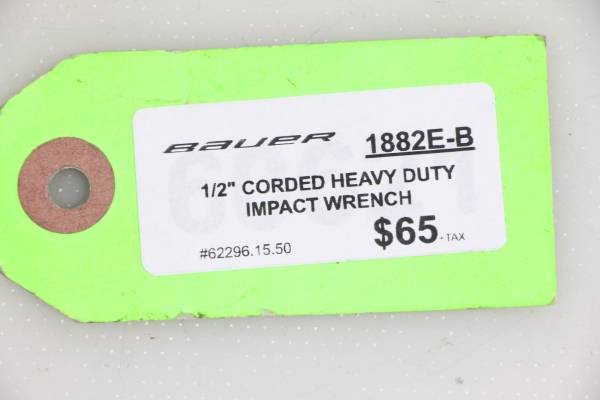 BAUER 1882E-B
1/2" CORDED HEAVY DUTY
IMPACT WRENCH
#62296.15.50 $65+TAX